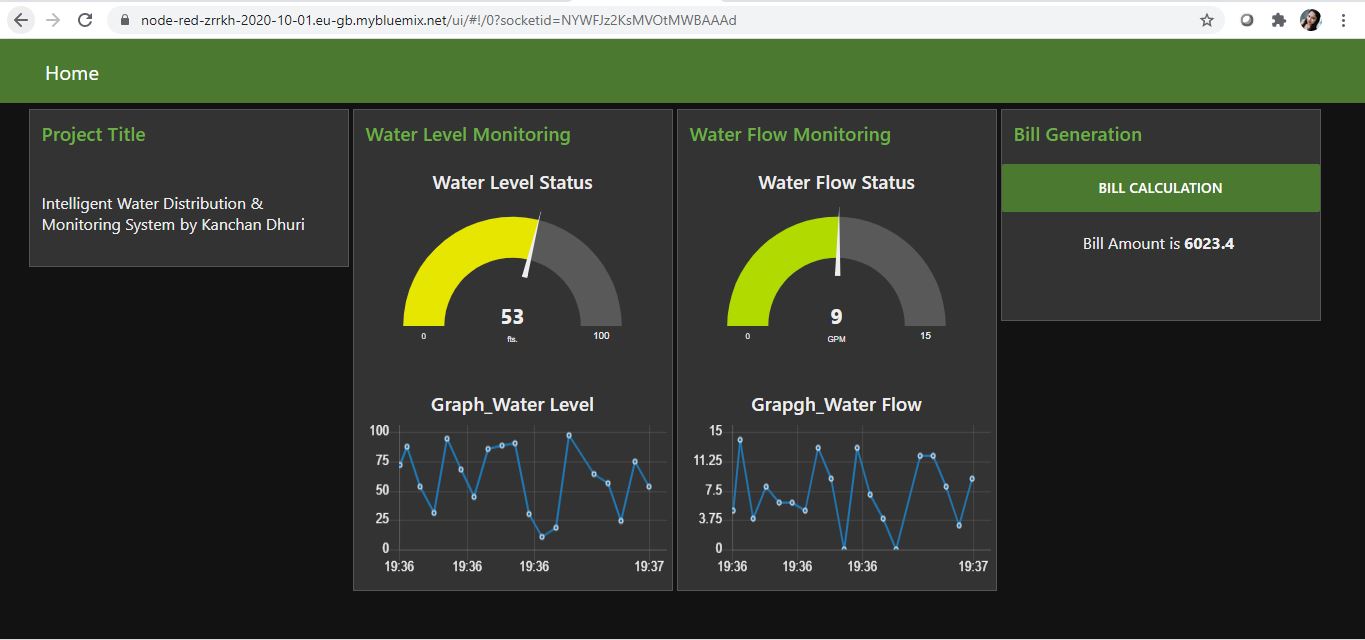 node-red-zrrkh-2020-10-01.eu-gb.mybluemix.net/ui/#!/0?socketid=NYWFJz2KsMVOtMWBAAAd
Home
Project Title
Intelligent Water Distribution &
Monitoring System by Kanchan Dhuri
Water Level Monitoring
Water Level Status
53
0
fts.
100
Graph_Water Level
100
75
50
25
0
19:36 19:36 19:36 19:37
Water Flow Monitoring
Water Flow Status
9
0
GPM
15
Grapgh_Water Flow
15
11.25
7.5
3.75
0
19:36 19:36 19:36 19:37
Bill Generation
BILL CALCULATION
Bill Amount is 6023.4